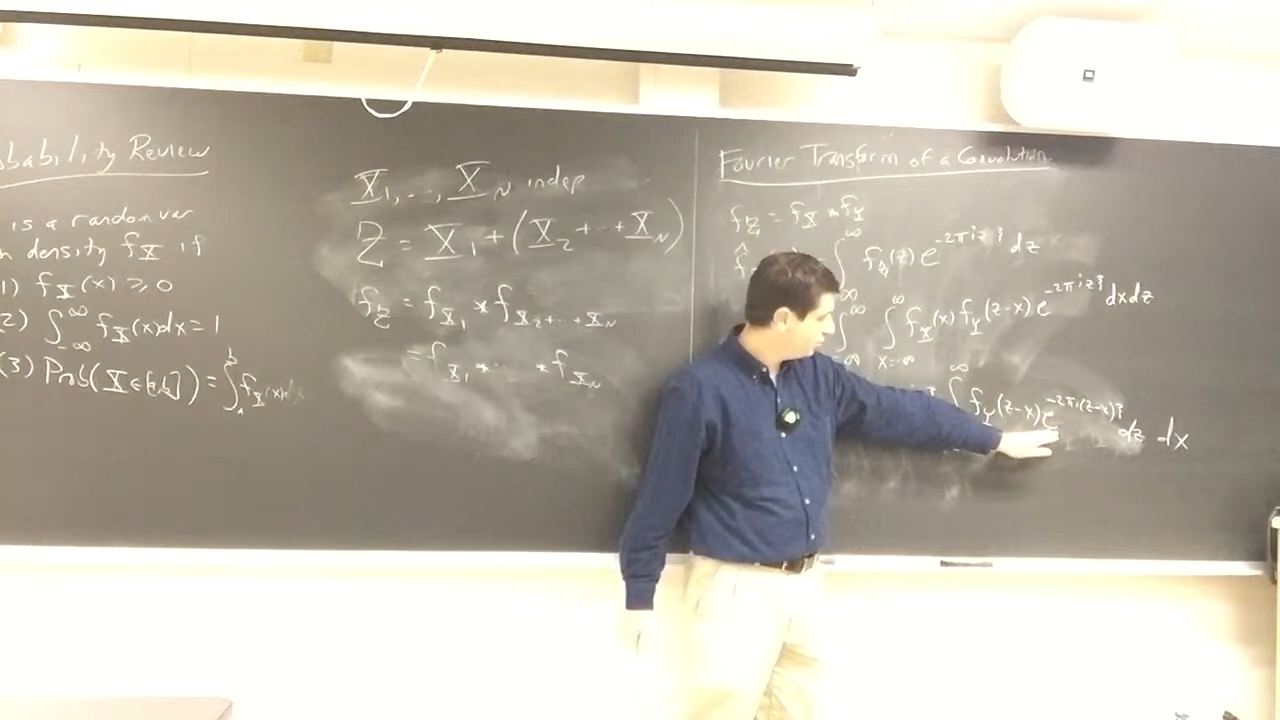 bability Review
is a random var
density f_X if
1) f_X(x) ≥ 0
2) ∫_{-∞}^{∞} f_X(x)dx = 1
(3) Prob(X ∈ [a,b]) = ∫_a^b f_X(x)dx
X_1, ..., X_N indep
Z = X_1 + (X_2 + ... + X_N)
f_Z = f_{X_1} * f_{X_2 + ... + X_N}
= f_{X_1} * ... * f_{X_N}
Fourier Transform of a Convolution
f_Z = f_X * f_Y
∫^{∞} f_Z(z) e^{-2πizξ} dz
∫_{-∞}^{∞} ∫_{x=-∞}^{∞} f_X(x) f_Y(z-x) e^{-2πizξ} dx dz
∫^{∞} f_Y(z-x) e^{-2πi(z-x)ξ} dz dx